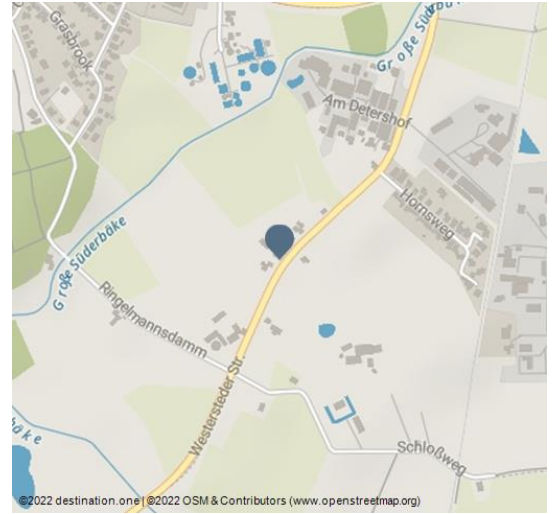 Grasbrook
Große Süderbäke
Am Detershof
Hornsweg
Große Süderbäke
Ringelmannsdamm
Westersteder Str.
Schloßweg
äke
©2022 destination.one | ©2022 OSM & Contributors (www.openstreetmap.org)